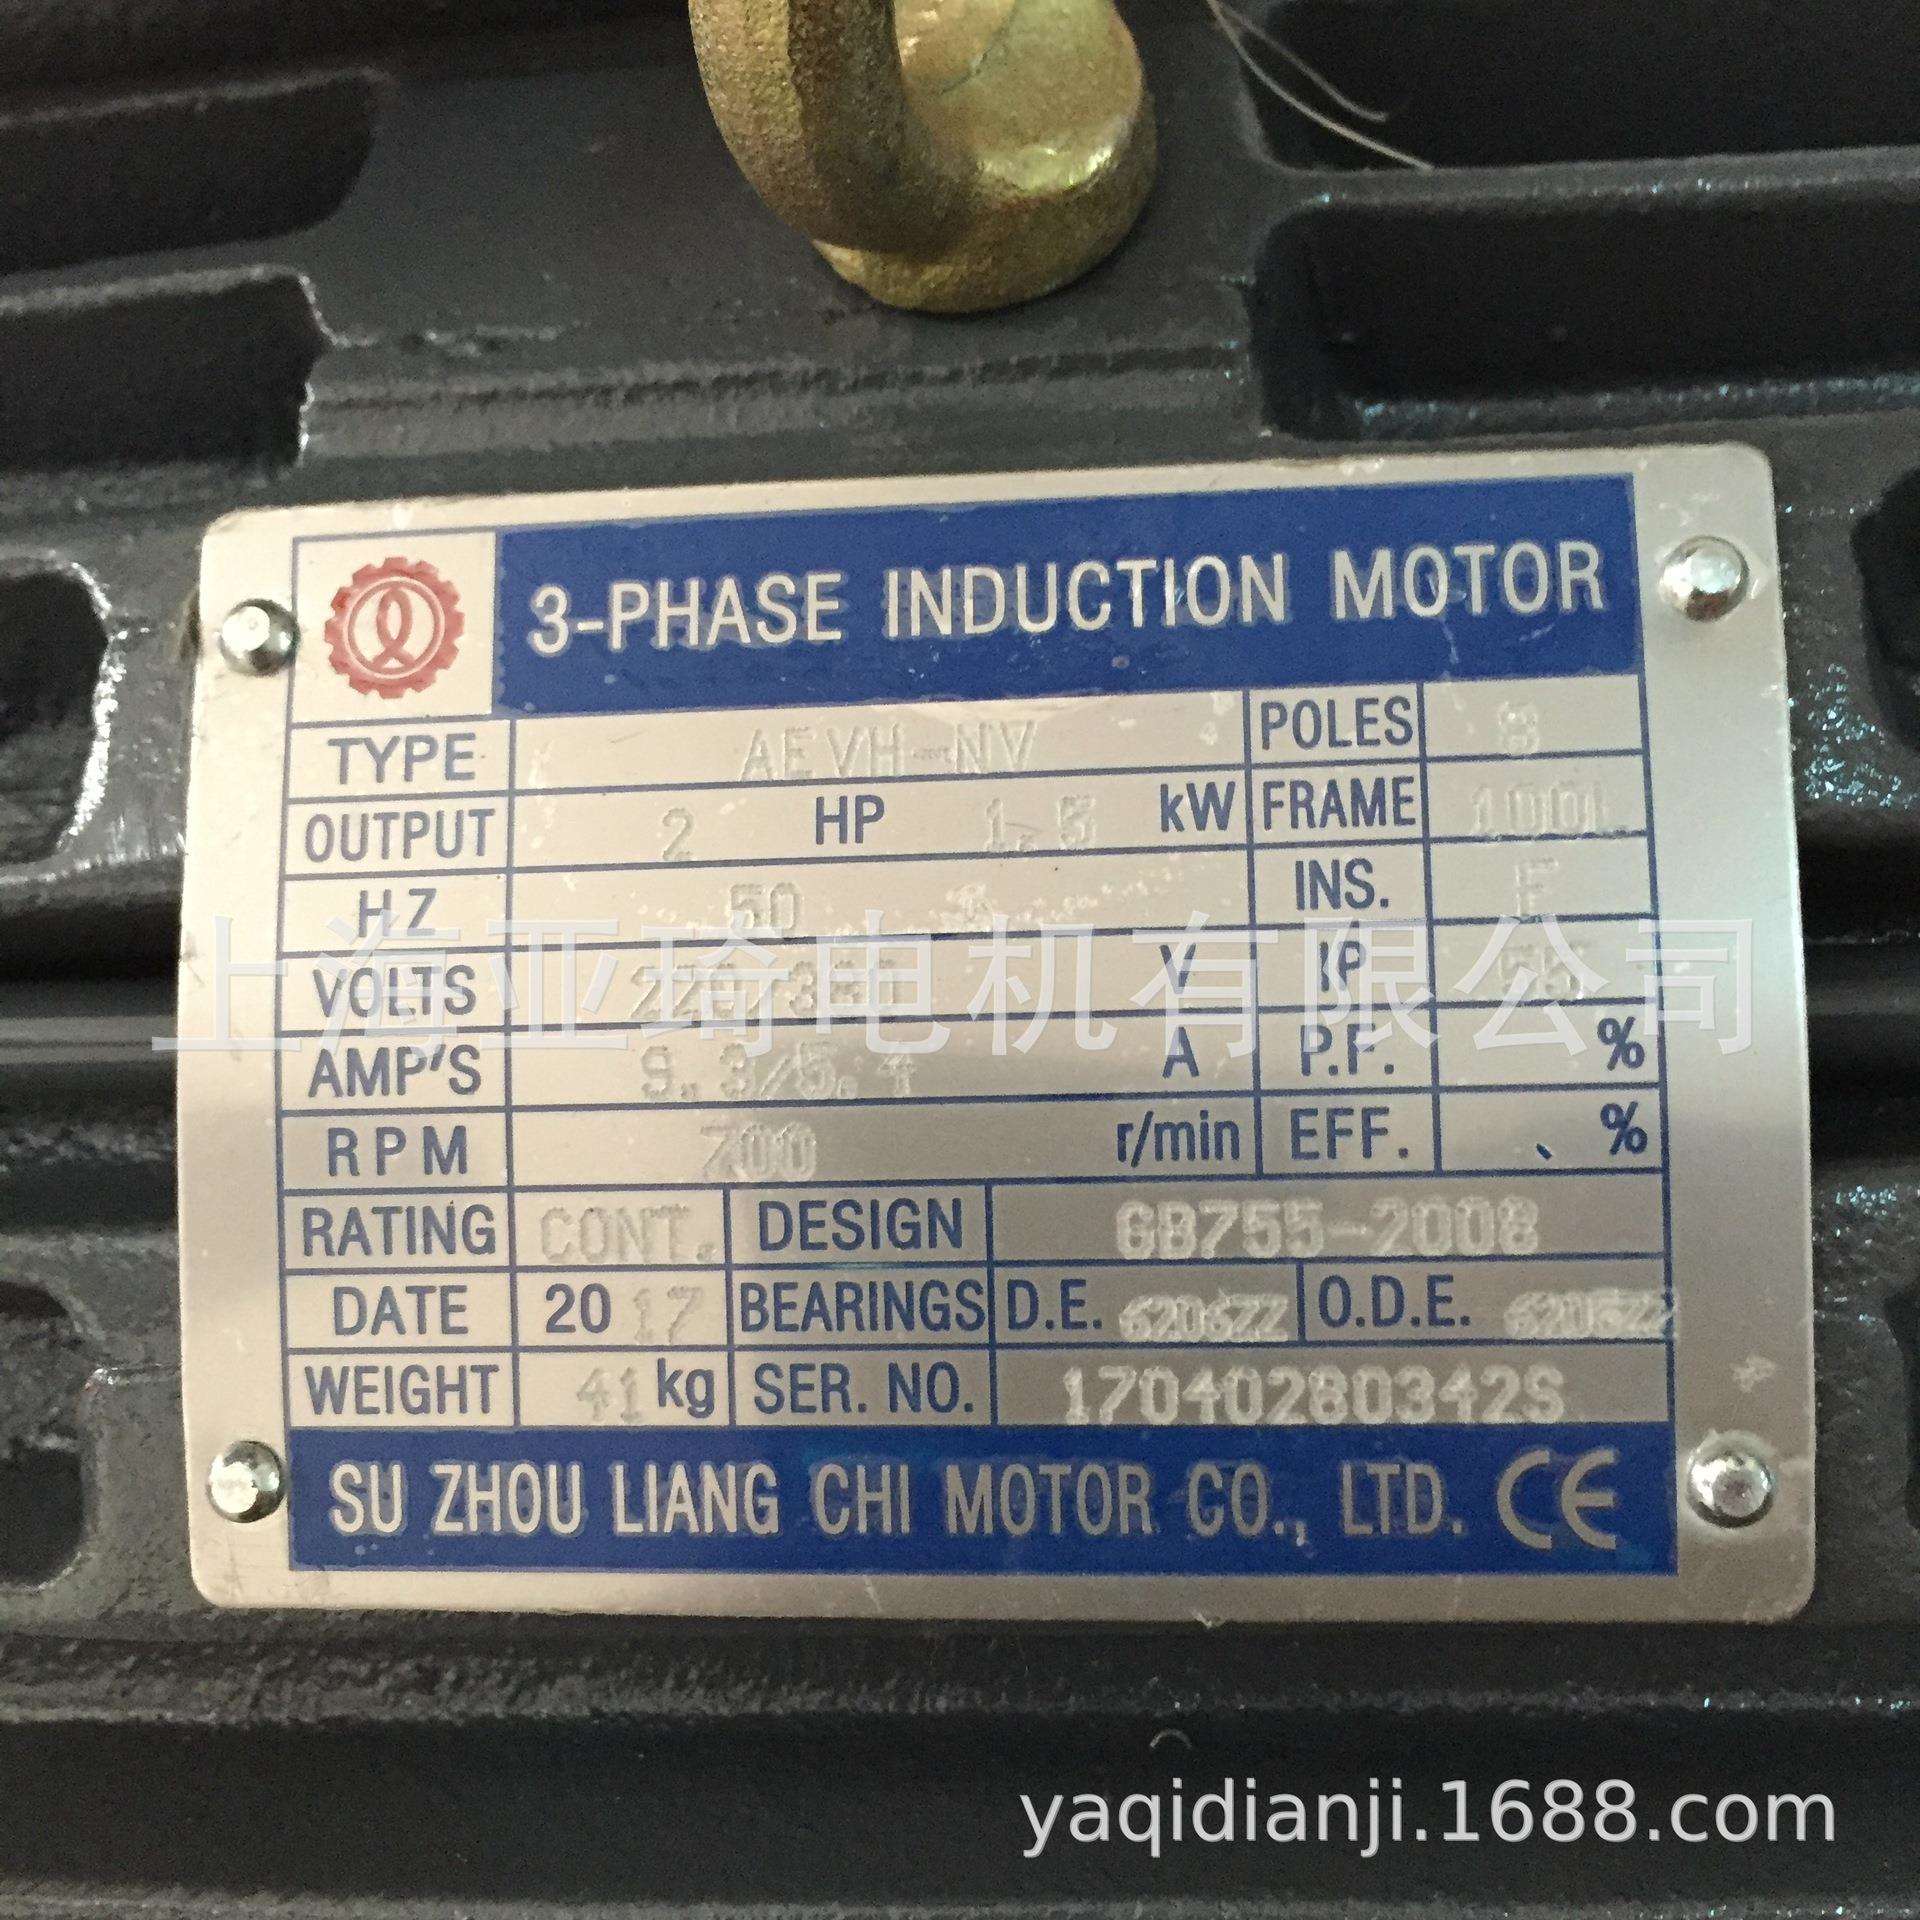 3-PHASE INDUCTION MOTOR
TYPE AEVH NV POLES 8
OUTPUT 2 HP 1.5 kW FRAME 100L
HZ 50 INS. F
上海亚琦电机有限公司
VOLTS 220/380 V IP 55
AMP'S 9.3/5.4 A P.F. %
RPM 700 r/min EFF. %
RATING CONT. DESIGN GB755-2008
DATE 2017 BEARINGS D.E. 6206ZZ O.D.E.
WEIGHT 41 kg SER. NO. 17040280342S
SU ZHOU LIANG CHI MOTOR CO., LTD. CE
yaqidianji.1688.com